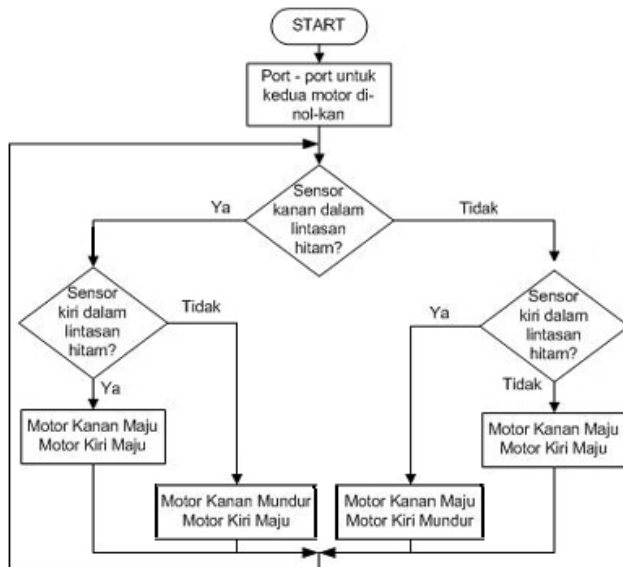 START
Port - port untuk
kedua motor di-
nol-kan
Sensor
kanan dalam
lintasan
hitam?
Ya
Tidak
Sensor
kiri dalam
lintasan
hitam?
Tidak
Ya
Sensor
kiri dalam
lintasan
hitam?
Ya
Tidak
Motor Kanan Maju
Motor Kiri Maju
Motor Kanan Maju
Motor Kiri Maju
Motor Kanan Mundur
Motor Kiri Maju
Motor Kanan Maju
Motor Kiri Mundur